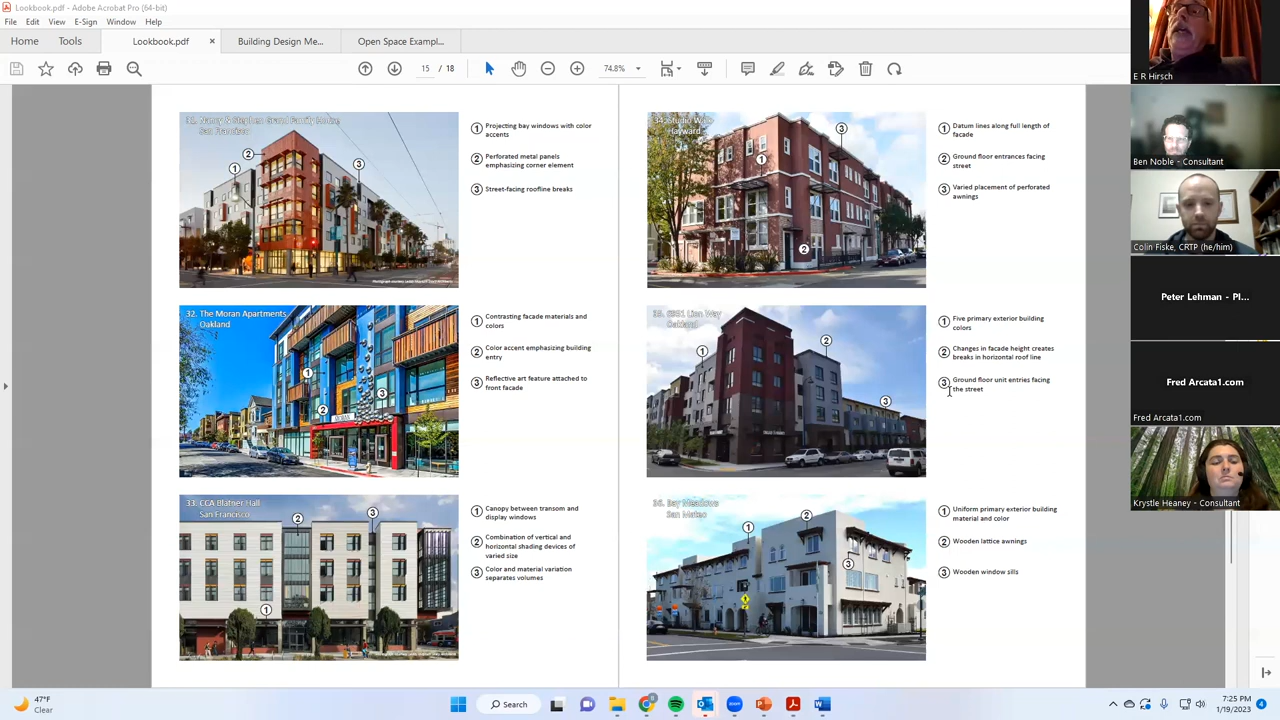 Lookbook.pdf - Adobe Acrobat Pro (64-bit)
File Edit View E-Sign Window Help
Home Tools Lookbook.pdf × Building Design Me... Open Space Exampl...
15 / 18 74.8%
31. Nancy & Stephen
San Francisco
1 Projecting bay windows with color
accents
2 Perforated metal panels
emphasizing corner element
3 Street-facing roofline breaks
32. The Moran Apartments
Oakland
1 Contrasting facade materials and
colors
2 Color accent emphasizing building
entry
3 Reflective art feature attached to
front facade
33. CCA Blatner Hall
San Francisco
1 Canopy between transom and
display windows
2 Combination of vertical and
horizontal shading devices of
varied size
3 Color and material variation
separates volumes
34. Studio Walk
Hayward
1 Datum lines along full length of
facade
2 Ground floor entrances facing
street
3 Varied placement of perforated
awnings
35. 6951 Lion Way
Oakland
1 Five primary exterior building
colors
2 Changes in facade height creates
breaks in horizontal roof line
3 Ground floor unit entries facing
the street
36. Bay Meadows
San Mateo
1 Uniform primary exterior building
material and color
2 Wooden lattice awnings
3 Wooden window sills
E R Hirsch
Ben Noble - Consultant
Colin Fiske, CRTP (he/him)
Peter Lehman - Pl...
Fred Arcata1.com
Fred Arcata1.com
Krystle Heaney - Consultant
47°F
Clear
Search
7:25 PM
1/19/2023